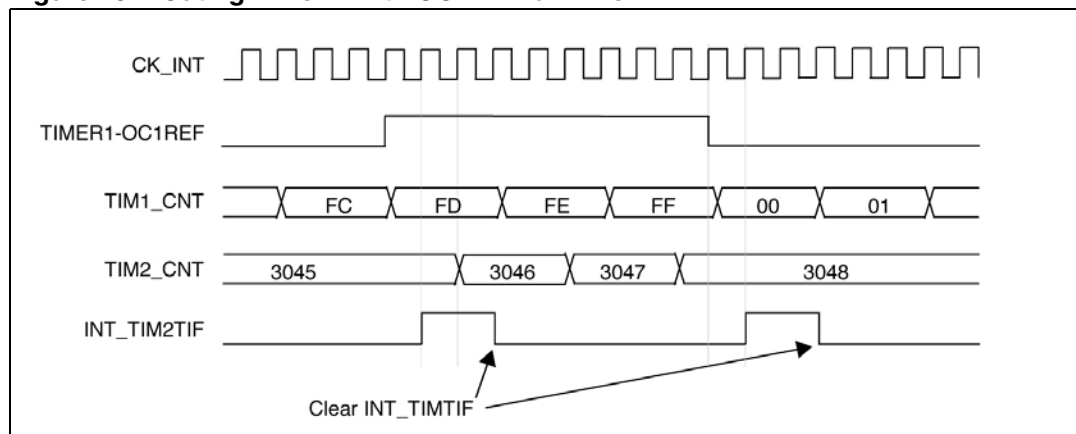 CK_INT
TIMER1-OC1REF
TIM1_CNT FC FD FE FF 00 01
TIM2_CNT 3045 3046 3047 3048
INT_TIM2TIF
Clear INT_TIMTIF